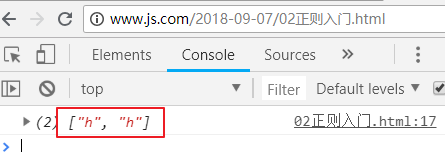 www.js.com/2018-09-07/02正则入门.html
Elements Console Sources »
top Filter Default levels ▼
(2) ["h", "h"] 02正则入门.html:17